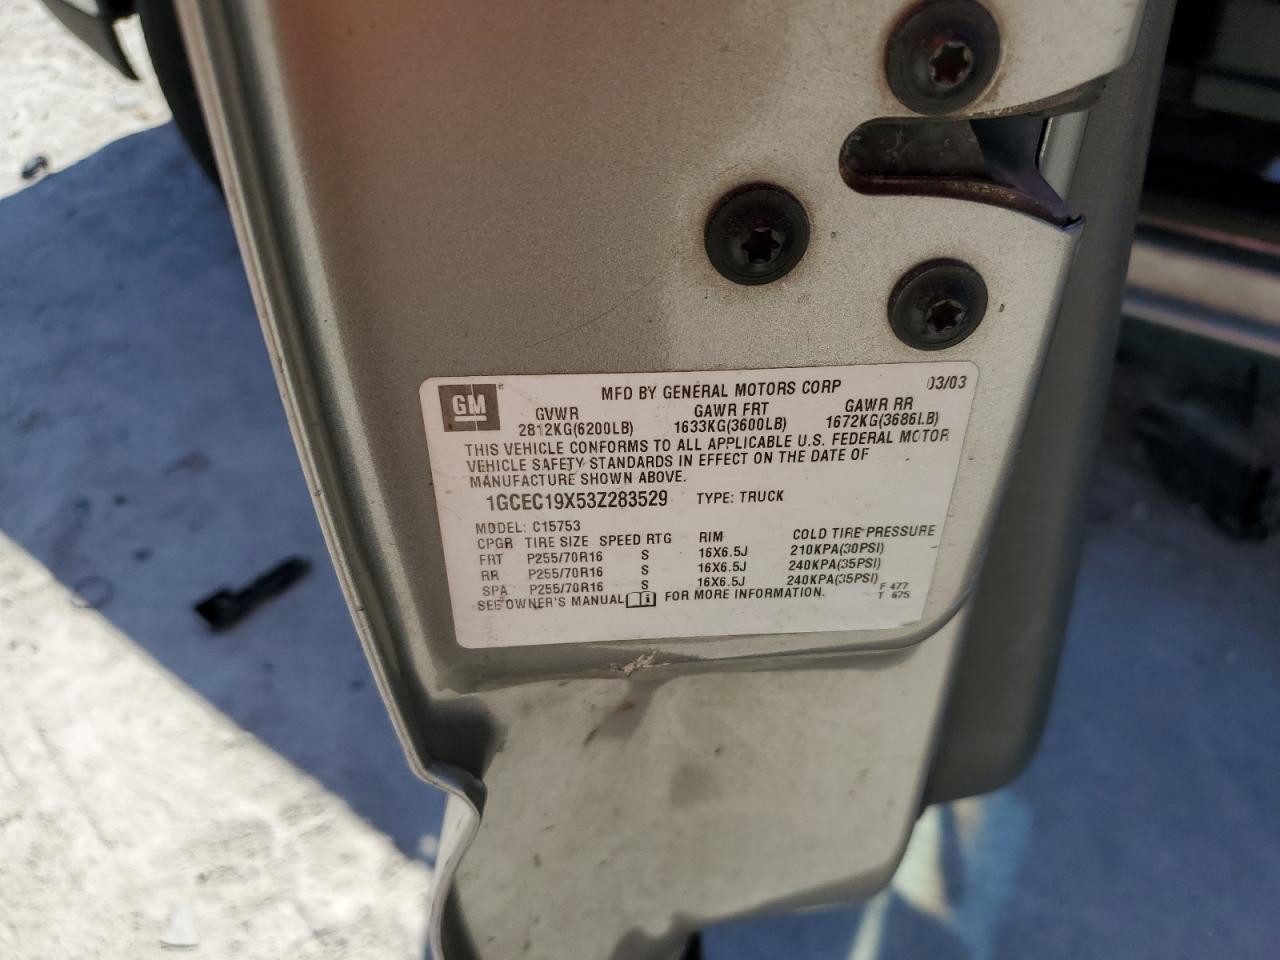 GM ® MFD BY GENERAL MOTORS CORP 03/03
GVWR GAWR FRT GAWR RR
2812KG(6200LB) 1633KG(3600LB) 1672KG(3686LB)
THIS VEHICLE CONFORMS TO ALL APPLICABLE U.S. FEDERAL MOTOR
VEHICLE SAFETY STANDARDS IN EFFECT ON THE DATE OF
MANUFACTURE SHOWN ABOVE.
1GCEC19X53Z283529 TYPE: TRUCK
MODEL: C15753
CPGR TIRE SIZE SPEED RTG RIM COLD TIRE PRESSURE
FRT P255/70R16 S 16X6.5J 210KPA(30PSI)
RR P255/70R16 S 16X6.5J 240KPA(35PSI)
SPA P255/70R16 S 16X6.5J 240KPA(35PSI)
SEE OWNER'S MANUAL FOR MORE INFORMATION.
F 477
T 675